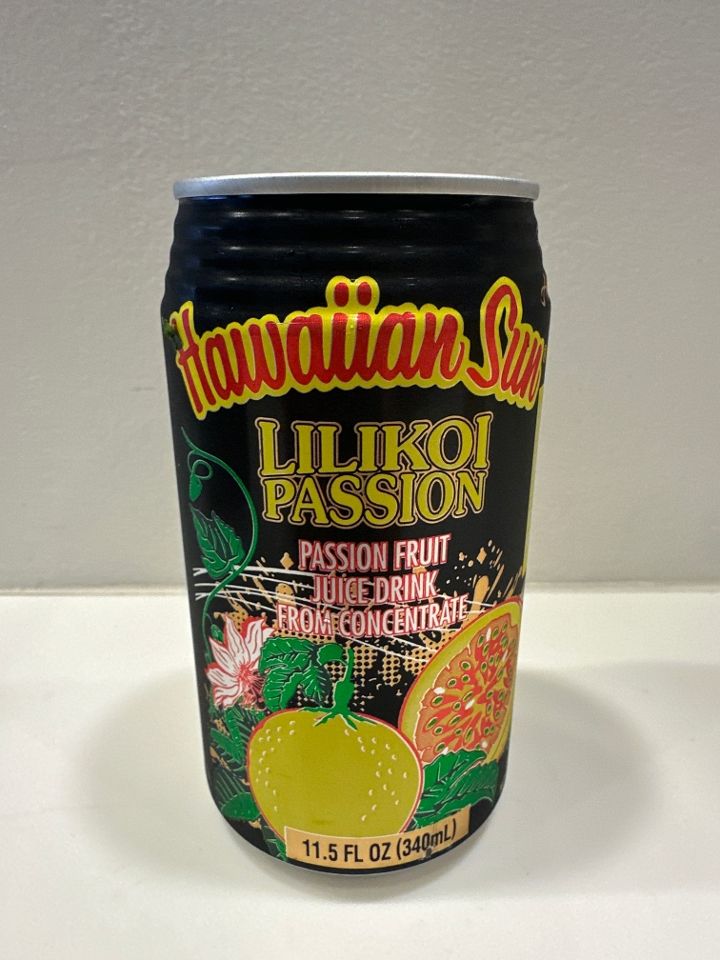 Hawaiian Sun
LILIKOI
PASSION
PASSION FRUIT
JUICE DRINK
FROM CONCENTRATE
11.5 FL OZ (340mL)